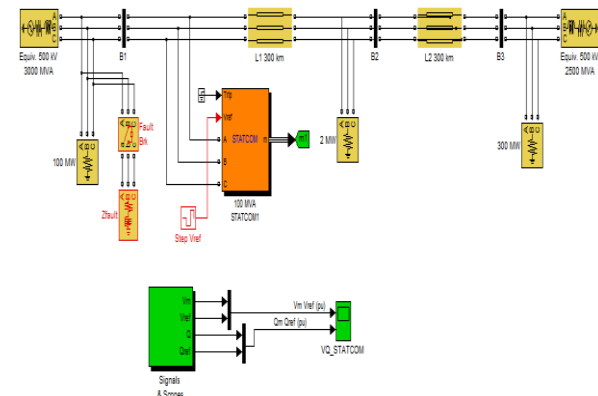 A
B
C
Equiv. 500 kV
3000 MVA
B1
L1 300 km
B2
L2 300 km
B3
A
B
C
Equiv. 500 kV
2500 MVA
100 MW
A B C
Fault
Brk
Zfault
Trip
Vref
STATCOM
A
B
C
m
m1
100 MVA
STATCOM1
Step Vref
2 MW
A B C
300 MW
A B C
Vm
Vref
Q
Qref
Vm Vref (pu)
Qm Qref (pu)
VQ_STATCOM
Signals
& Scopes